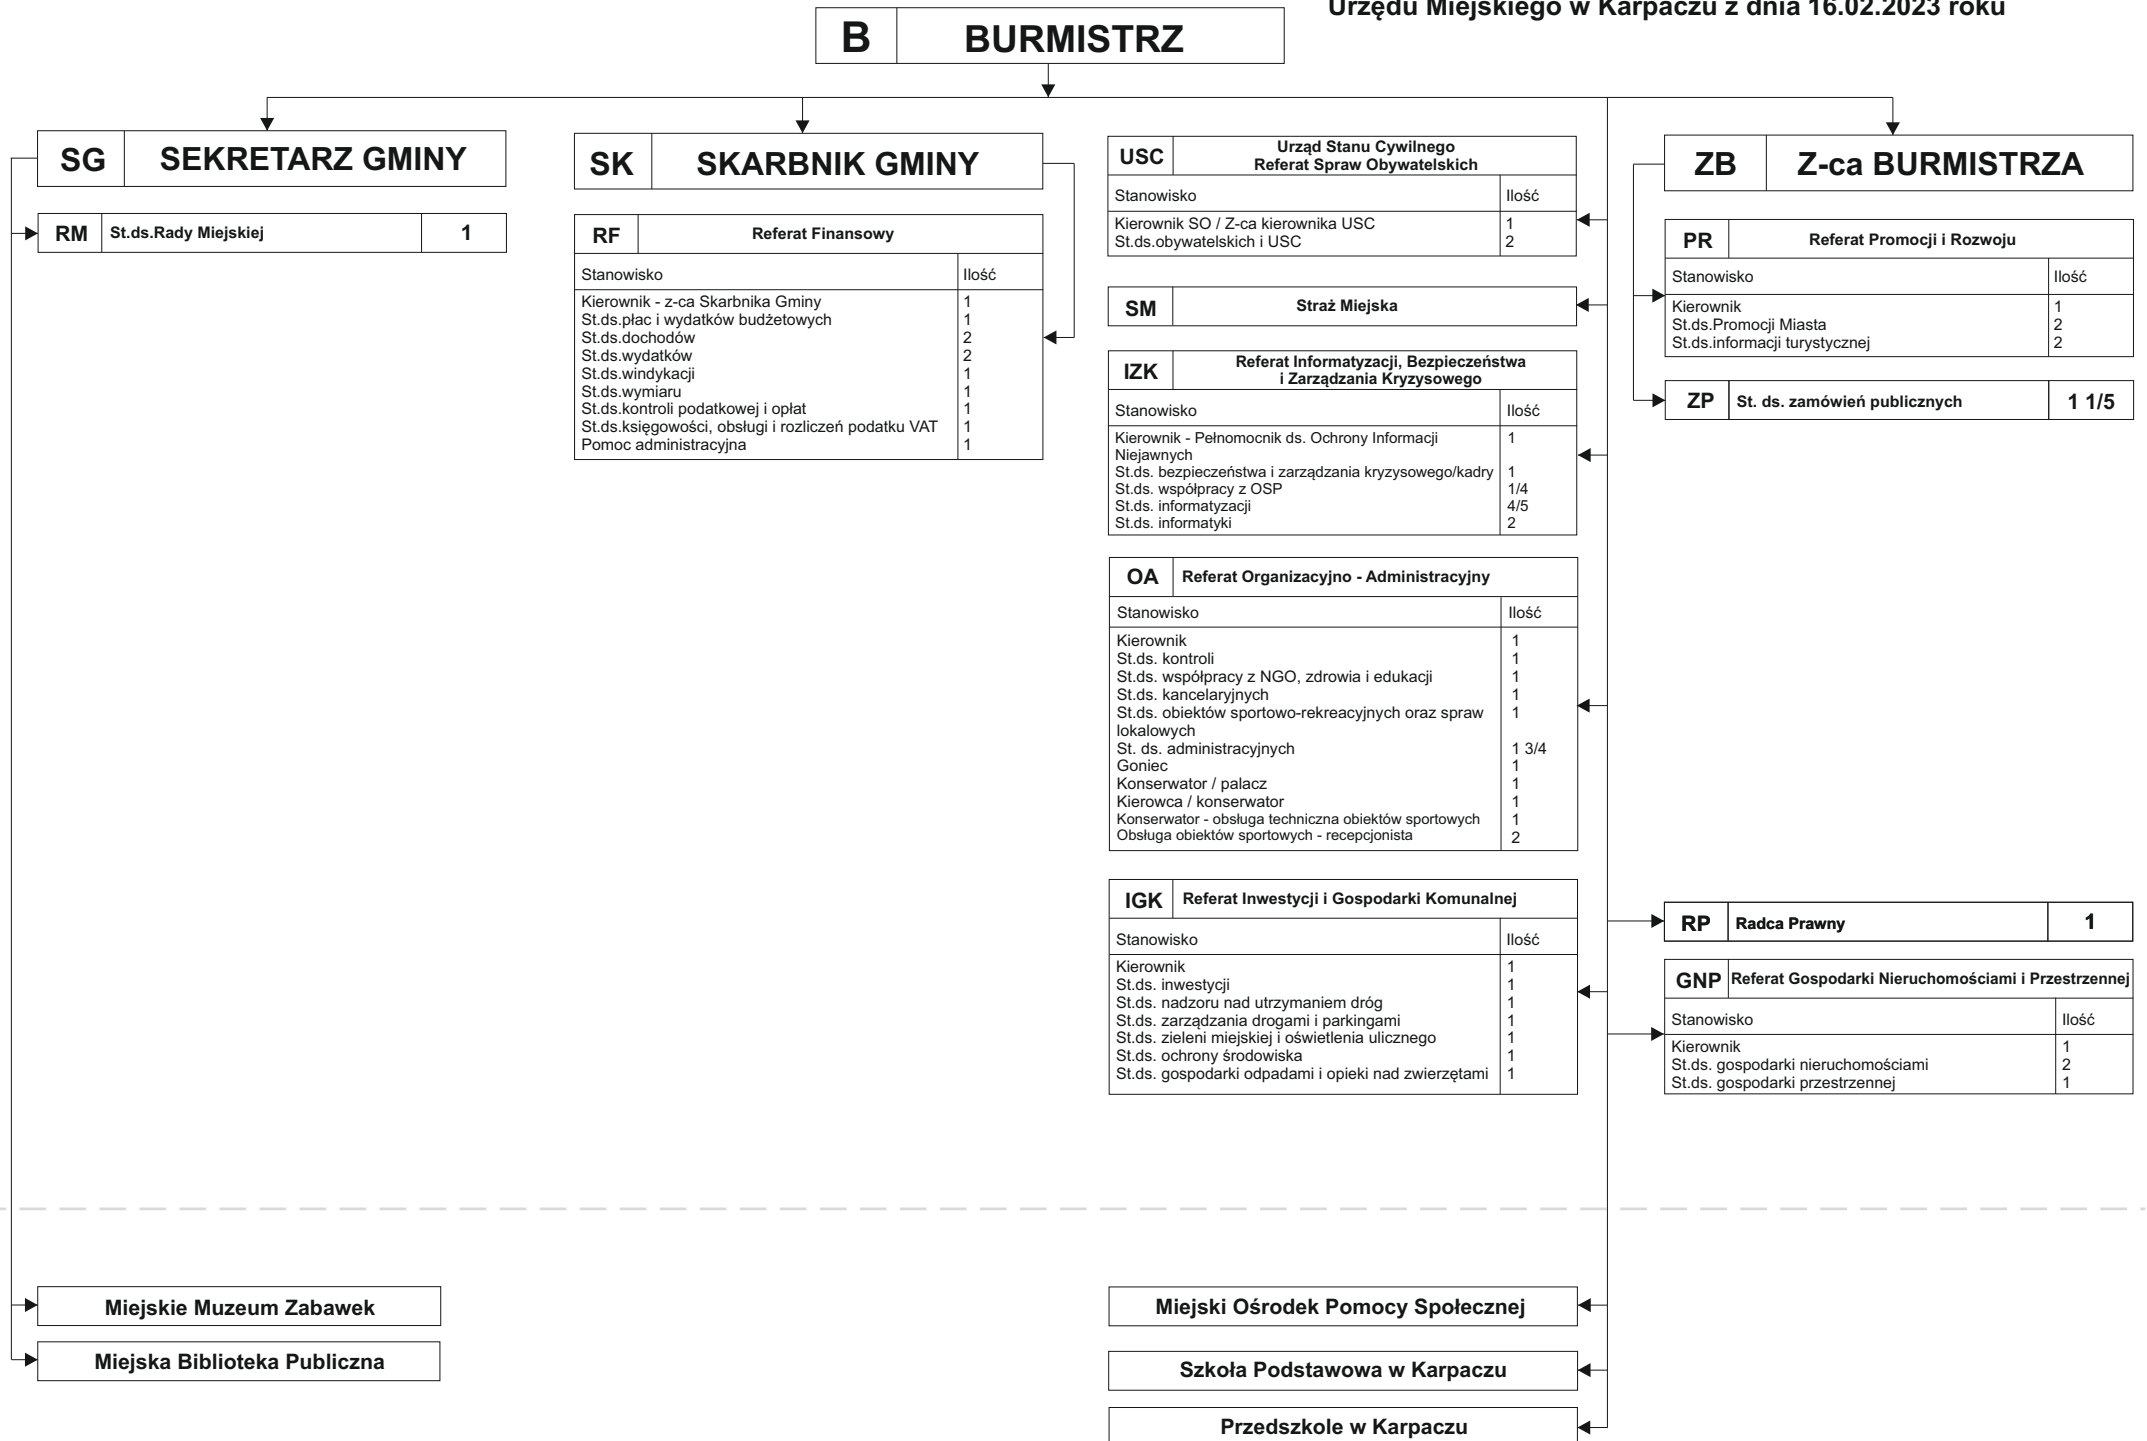 Urzędu Miejskiego w Karpaczu z dnia 16.02.2023 roku
B BURMISTRZ
SG SEKRETARZ GMINY
RM St.ds.Rady Miejskiej 1
SK SKARBNIK GMINY
RF Referat Finansowy
Stanowisko Ilość
Kierownik - z-ca Skarbnika Gminy 1
St.ds.płac i wydatków budżetowych 1
St.ds.dochodów 2
St.ds.wydatków 2
St.ds.windykacji 1
St.ds.wymiaru 1
St.ds.kontroli podatkowej i opłat 1
St.ds.księgowości, obsługi i rozliczeń podatku VAT 1
Pomoc administracyjna 1
USC Urząd Stanu Cywilnego
Referat Spraw Obywatelskich
Stanowisko Ilość
Kierownik SO / Z-ca kierownika USC 1
St.ds.obywatelskich i USC 2
SM Straż Miejska
IZK Referat Informatyzacji, Bezpieczeństwa
i Zarządzania Kryzysowego
Stanowisko Ilość
Kierownik - Pełnomocnik ds. Ochrony Informacji 1
Niejawnych
St.ds. bezpieczeństwa i zarządzania kryzysowego/kadry 1
St.ds. współpracy z OSP 1/4
St.ds. informatyzacji 4/5
St.ds. informatyki 2
OA Referat Organizacyjno - Administracyjny
Stanowisko Ilość
Kierownik 1
St.ds. kontroli 1
St.ds. współpracy z NGO, zdrowia i edukacji 1
St.ds. kancelaryjnych 1
St.ds. obiektów sportowo-rekreacyjnych oraz spraw 1
lokalowych
St. ds. administracyjnych 1 3/4
Goniec 1
Konserwator / palacz 1
Kierowca / konserwator 1
Konserwator - obsługa techniczna obiektów sportowych 1
Obsługa obiektów sportowych - recepcjonista 2
IGK Referat Inwestycji i Gospodarki Komunalnej
Stanowisko Ilość
Kierownik 1
St.ds. inwestycji 1
St.ds. nadzoru nad utrzymaniem dróg 1
St.ds. zarządzania drogami i parkingami 1
St.ds. zieleni miejskiej i oświetlenia ulicznego 1
St.ds. ochrony środowiska 1
St.ds. gospodarki odpadami i opieki nad zwierzętami 1
ZB Z-ca BURMISTRZA
PR Referat Promocji i Rozwoju
Stanowisko Ilość
Kierownik 1
St.ds.Promocji Miasta 2
St.ds.informacji turystycznej 2
ZP St. ds. zamówień publicznych 1 1/5
RP Radca Prawny 1
GNP Referat Gospodarki Nieruchomościami i Przestrzennej
Stanowisko Ilość
Kierownik 1
St.ds. gospodarki nieruchomościami 2
St.ds. gospodarki przestrzennej 1
Miejskie Muzeum Zabawek
Miejska Biblioteka Publiczna
Miejski Ośrodek Pomocy Społecznej
Szkoła Podstawowa w Karpaczu
Przedszkole w Karpaczu